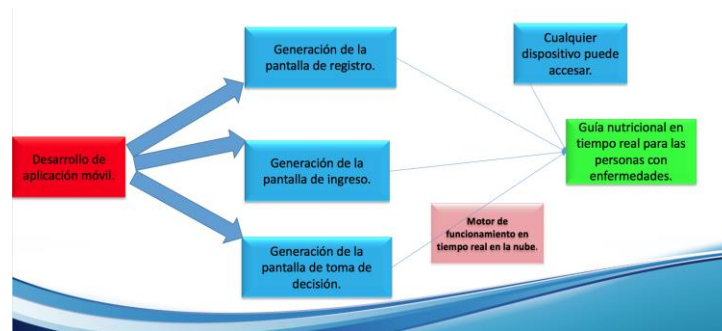 Generación de la
pantalla de registro.
Cualquier
dispositivo puede
accesar.
Desarrollo de
aplicación móvil.
Generación de la
pantalla de ingreso.
Guía nutricional en
tiempo real para las
personas con
enfermedades.
Motor de
funcionamiento en
tiempo real en la nube.
Generación de la
pantalla de toma de
decisión.